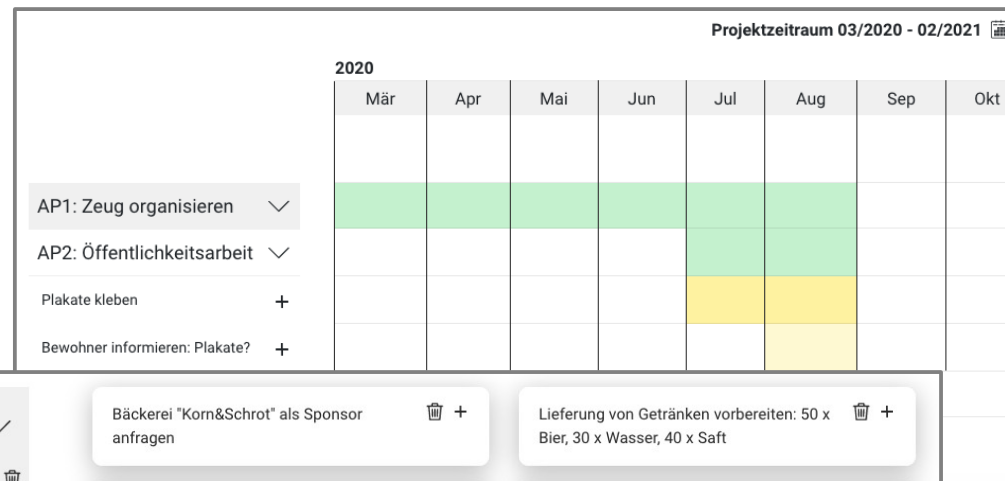 Projektzeitraum 03/2020 - 02/2021
2020
Mär Apr Mai Jun Jul Aug Sep Okt
AP1: Zeug organisieren
AP2: Öffentlichkeitsarbeit
Plakate kleben +
Bewohner informieren: Plakate? +
Bäckerei "Korn&Schrot" als Sponsor +
anfragen
Lieferung von Getränken vorbereiten: 50 x +
Bier, 30 x Wasser, 40 x Saft